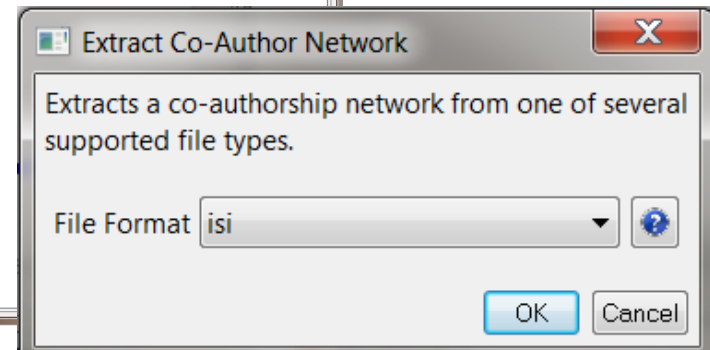 Extract Co-Author Network
Extracts a co-authorship network from one of several
supported file types.
File Format isi
OK Cancel